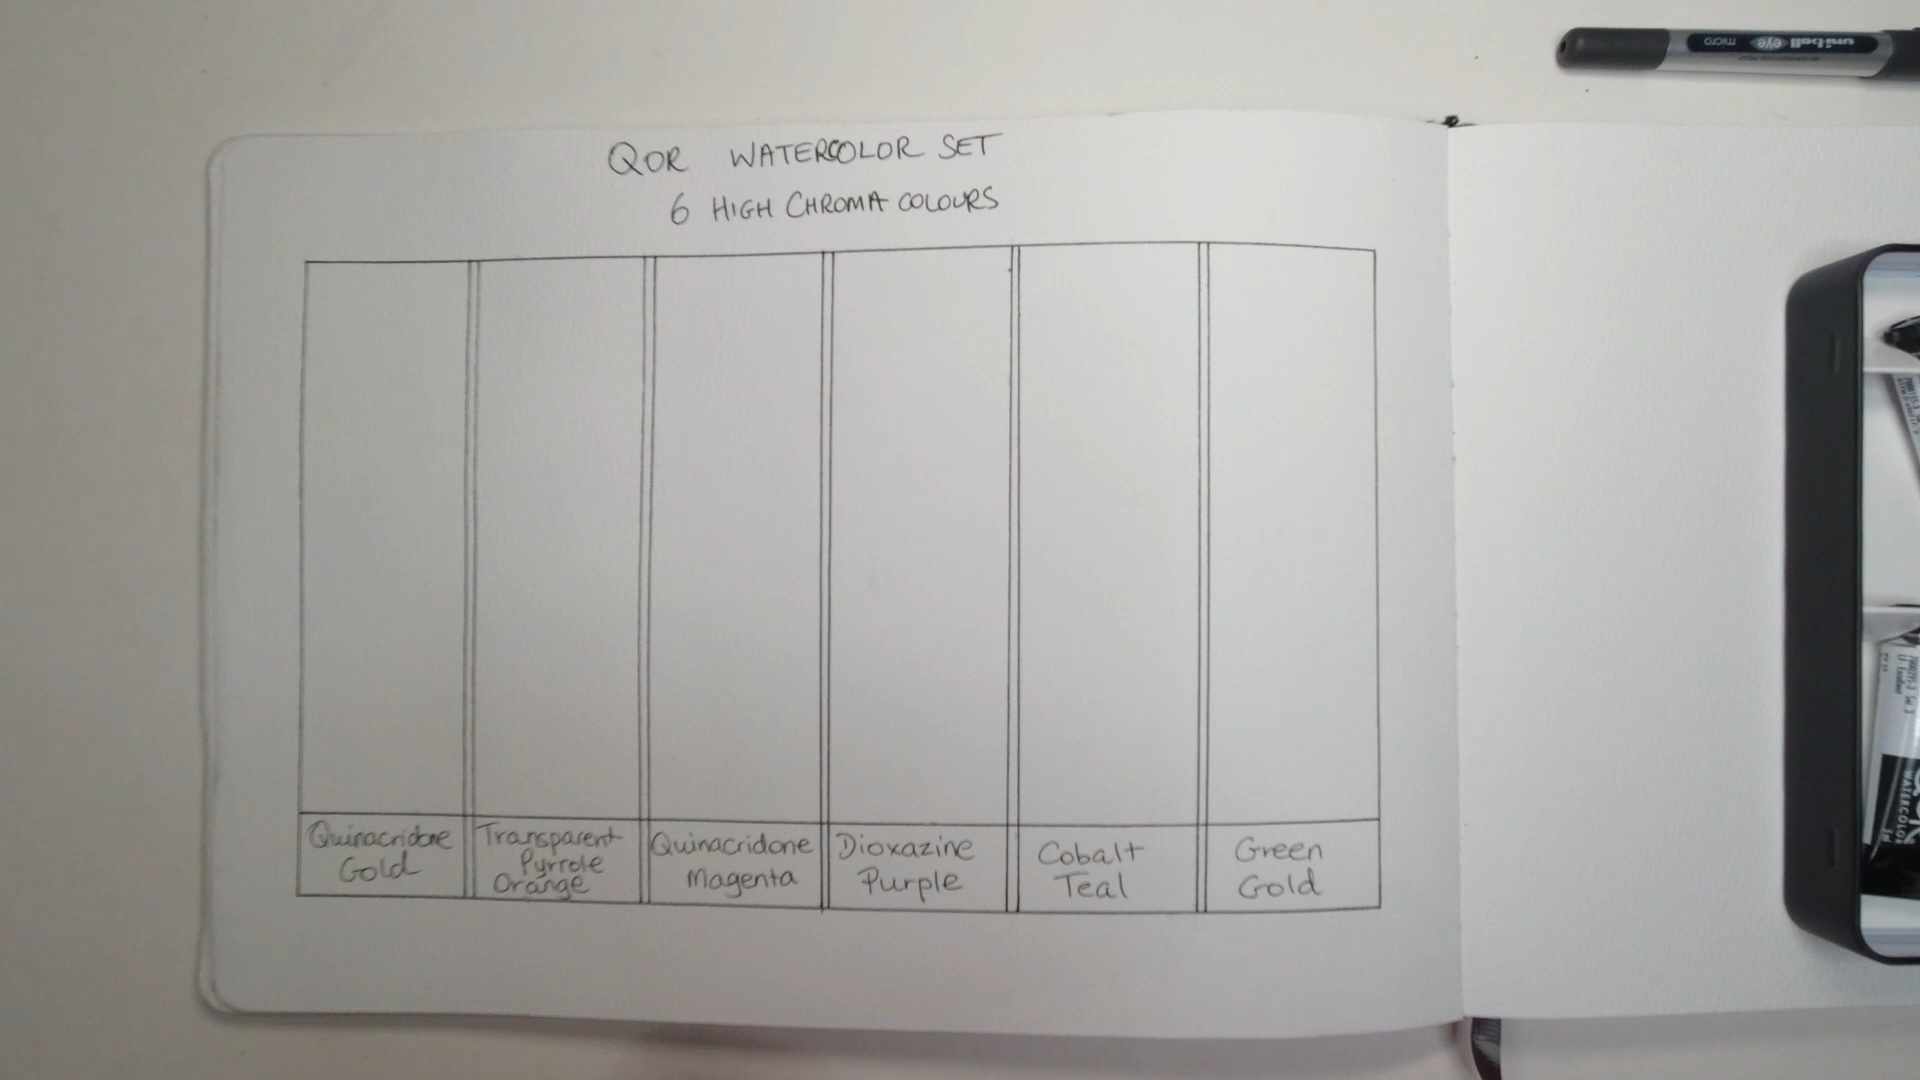 QOR WATERCOLOR SET
6 HIGH CHROMA COLOURS
Quinacridone
Gold
Transparent
Pyrrole
Orange
Quinacridone
Magenta
Dioxazine
Purple
Cobalt
Teal
Green
Gold
uni-ball eye micro
WATERCOLOR